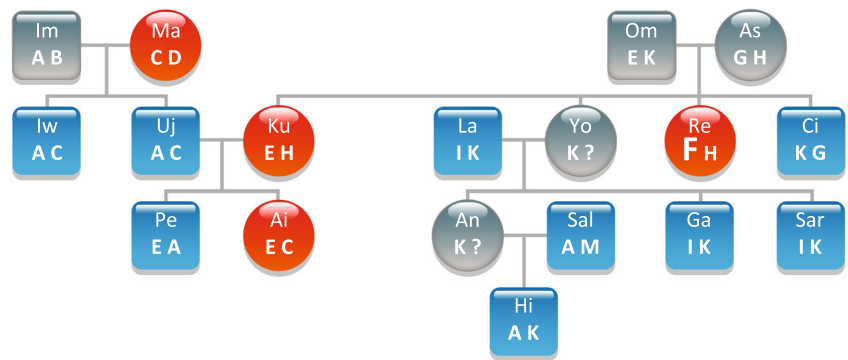 Im
A B
Ma
C D
Om
E K
As
G H
Iw
A C
Uj
A C
Ku
E H
La
I K
Yo
K ?
Re
F H
Ci
K G
Pe
E A
Ai
E C
An
K ?
Sal
A M
Ga
I K
Sar
I K
Hi
A K